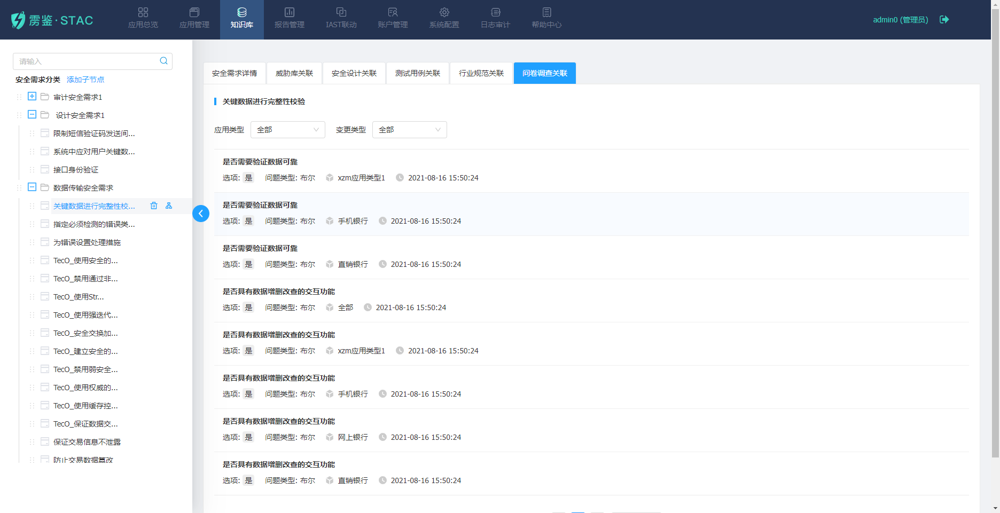 雳鉴·STAC
应用总览
应用管理
知识库
报告管理
IAST联动
账户管理
系统配置
日志审计
帮助中心
admin0 (管理员)
请输入
安全需求分类 添加子节点
审计安全需求1
设计安全需求1
限制短信验证码发送间...
系统中应对用户关键数...
接口身份验证
数据传输安全需求
关键数据进行完整性校...
指定必须检测的错误类...
为错误设置处理措施
TecO_使用安全的...
TecO_禁用通过非...
TecO_使用Str...
TecO_使用强迭代...
TecO_安全交换加...
TecO_建立安全的...
TecO_禁用弱安全...
TecO_使用权威的...
TecO_使用缓存控...
TecO_保证数据交...
保证交易信息不泄露
防止交易数据篡改
安全需求详情
威胁库关联
安全设计关联
测试用例关联
行业规范关联
问卷调查关联
关键数据进行完整性校验
应用类型 全部 变更类型 全部
是否需要验证数据可靠
选项: 是 问题类型: 布尔 xzm应用类型1 2021-08-16 15:50:24
是否需要验证数据可靠
选项: 是 问题类型: 布尔 手机银行 2021-08-16 15:50:24
是否需要验证数据可靠
选项: 是 问题类型: 布尔 直销银行 2021-08-16 15:50:24
是否具有数据增删改查的交互功能
选项: 是 问题类型: 布尔 全部 2021-08-16 15:50:24
是否具有数据增删改查的交互功能
选项: 是 问题类型: 布尔 xzm应用类型1 2021-08-16 15:50:24
是否具有数据增删改查的交互功能
选项: 是 问题类型: 布尔 手机银行 2021-08-16 15:50:24
是否具有数据增删改查的交互功能
选项: 是 问题类型: 布尔 网上银行 2021-08-16 15:50:24
是否具有数据增删改查的交互功能
选项: 是 问题类型: 布尔 直销银行 2021-08-16 15:50:24